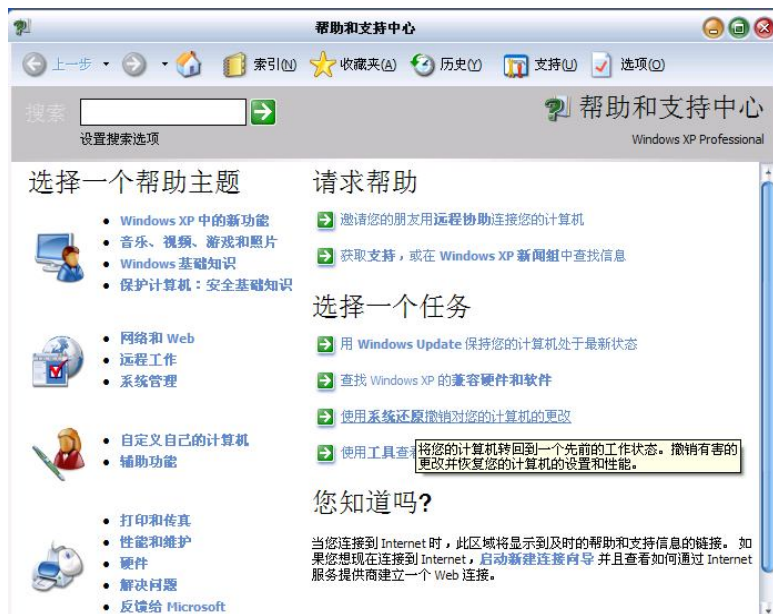 帮助和支持中心
上一步 索引(N) 收藏夹(A) 历史(Y) 支持(U) 选项(O)
搜索
设置搜索选项
帮助和支持中心
Windows XP Professional
选择一个帮助主题
Windows XP 中的新功能
音乐、视频、游戏和照片
Windows 基础知识
保护计算机：安全基础知识
网络和 Web
远程工作
系统管理
自定义自己的计算机
辅助功能
打印和传真
性能和维护
硬件
解决问题
反馈给 Microsoft
请求帮助
邀请您的朋友用远程协助连接您的计算机
获取支持，或在 Windows XP 新闻组中查找信息
选择一个任务
用 Windows Update 保持您的计算机处于最新状态
查找 Windows XP 的兼容硬件和软件
使用系统还原撤销对您的计算机的更改
使用工具查
将您的计算机转回到一个先前的工作状态。撤销有害的
更改并恢复您的计算机的设置和性能。
您知道吗?
当您连接到 Internet 时，此区域将显示到及时的帮助和支持信息的链接。 如
果您想现在连接到 Internet，启动新建连接向导 并且查看如何通过 Internet
服务提供商建立一个 Web 连接。